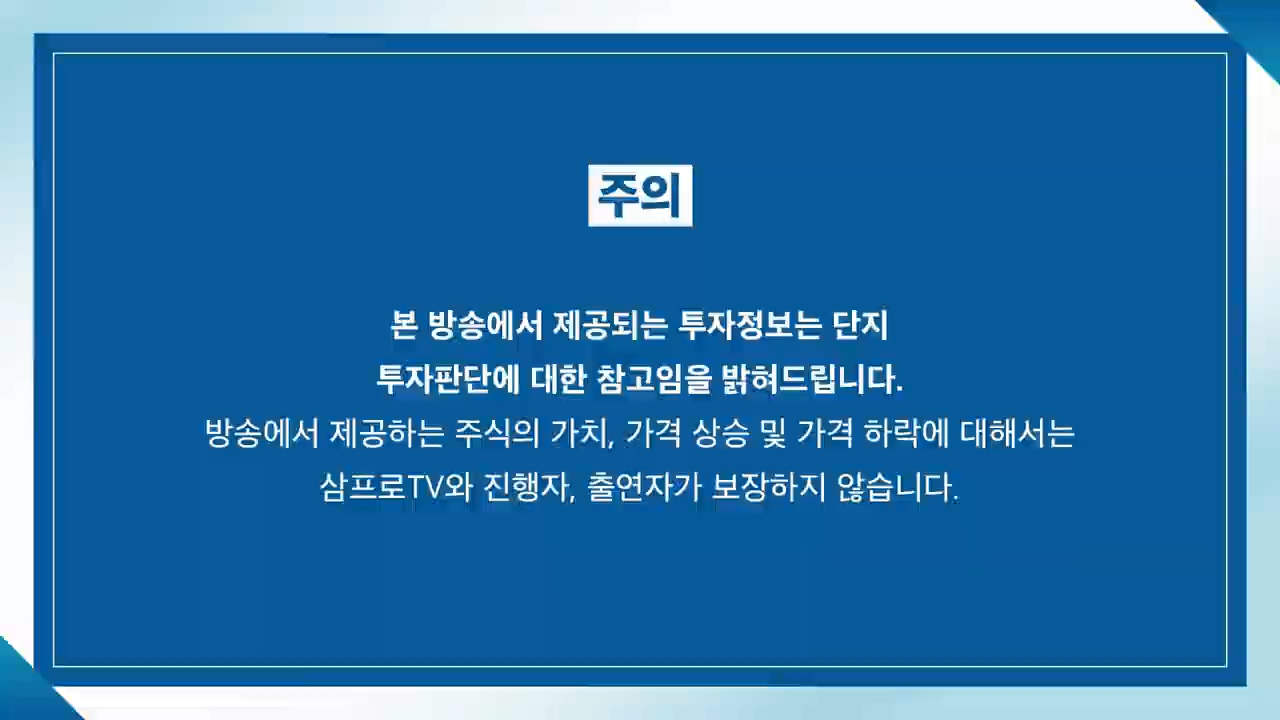 주의
본 방송에서 제공되는 투자정보는 단지
투자판단에 대한 참고임을 밝혀드립니다.
방송에서 제공하는 주식의 가치, 가격 상승 및 가격 하락에 대해서는
삼프로TV와 진행자, 출연자가 보장하지 않습니다.